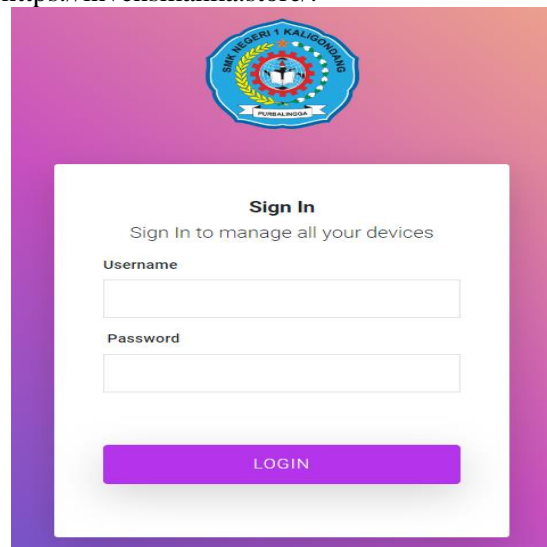 SMK NEGERI 1 KALIGONDANG
PURBALINGGA
Sign In
Sign In to manage all your devices
Username
Password
LOGIN